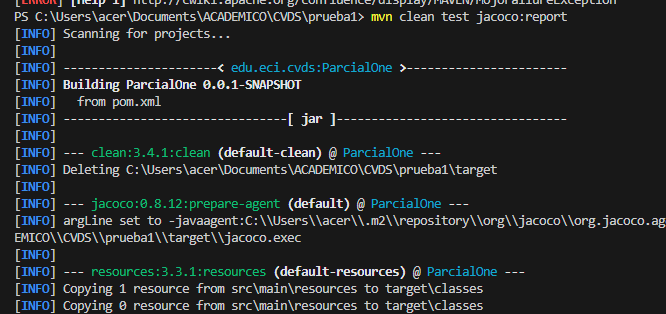 [ERROR] [Help 1] http://cwiki.apache.org/confluence/display/MAVEN/MojoFailureException
PS C:\Users\acer\Documents\ACADEMICO\CVDS\prueba1> mvn clean test jacoco:report
[INFO] Scanning for projects...
[INFO]
[INFO] ----------------------< edu.eci.cvds:ParcialOne >-----------------------
[INFO] Building ParcialOne 0.0.1-SNAPSHOT
[INFO]   from pom.xml
[INFO] --------------------------------[ jar ]---------------------------------
[INFO]
[INFO] --- clean:3.4.1:clean (default-clean) @ ParcialOne ---
[INFO] Deleting C:\Users\acer\Documents\ACADEMICO\CVDS\prueba1\target
[INFO]
[INFO] --- jacoco:0.8.12:prepare-agent (default) @ ParcialOne ---
[INFO] argLine set to -javaagent:C:\\Users\\acer\\.m2\\repository\\org\\jacoco\\org.jacoco.ag
EMICO\\CVDS\\prueba1\\target\\jacoco.exec
[INFO]
[INFO] --- resources:3.3.1:resources (default-resources) @ ParcialOne ---
[INFO] Copying 1 resource from src\main\resources to target\classes
[INFO] Copying 0 resource from src\main\resources to target\classes